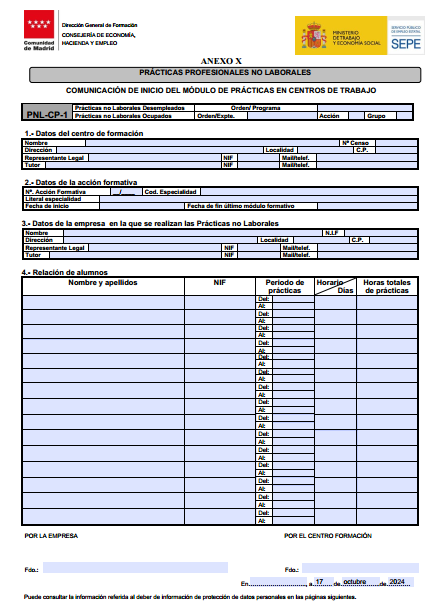 Comunidad
de Madrid
Dirección General de Formación
CONSEJERÍA DE ECONOMÍA,
HACIENDA Y EMPLEO
MINISTERIO
DE TRABAJO
Y ECONOMÍA SOCIAL
SERVICIO PÚBLICO
DE EMPLEO ESTATAL
SEPE
ANEXO X
PRÁCTICAS PROFESIONALES NO LABORALES
COMUNICACIÓN DE INICIO DEL MÓDULO DE PRÁCTICAS EN CENTROS DE TRABAJO
PNL-CP-1
Prácticas no Laborales Desempleados Orden/ Programa
Prácticas no Laborales Ocupados Orden/Expte. Acción Grupo
1.- Datos del centro de formación
Nombre Nº Censo
Dirección Localidad C.P.
Representante Legal NIF Mail/telef.
Tutor NIF Mail/telef.
2.- Datos de la acción formativa
Nº. Acción Formativa __/____ Cod. Especialidad
Literal especialidad
Fecha de inicio Fecha de fin último módulo formativo
3.- Datos de la empresa en la que se realizan las Prácticas no Laborales
Nombre N.I.F
Dirección Localidad C.P.
Representante Legal NIF Mail/telef.
Tutor NIF Mail/telef.
4.- Relación de alumnos
Nombre y apellidos NIF Periodo de prácticas Horario Días Horas totales de prácticas
Del:
Al:
Del:
Al:
Del:
Al:
Del:
Al:
Del:
Al:
Del:
Al:
Del:
Al:
Del:
Al:
Del:
Al:
Del:
Al:
Del:
Al:
Del:
Al:
Del:
Al:
Del:
Al:
Del:
Al:
POR LA EMPRESA POR EL CENTRO FORMACIÓN
Fdo.: Fdo.:
En, a 17 de octubre de 2024
Puede consultar la información referida al deber de información de protección de datos personales en las páginas siguientes.